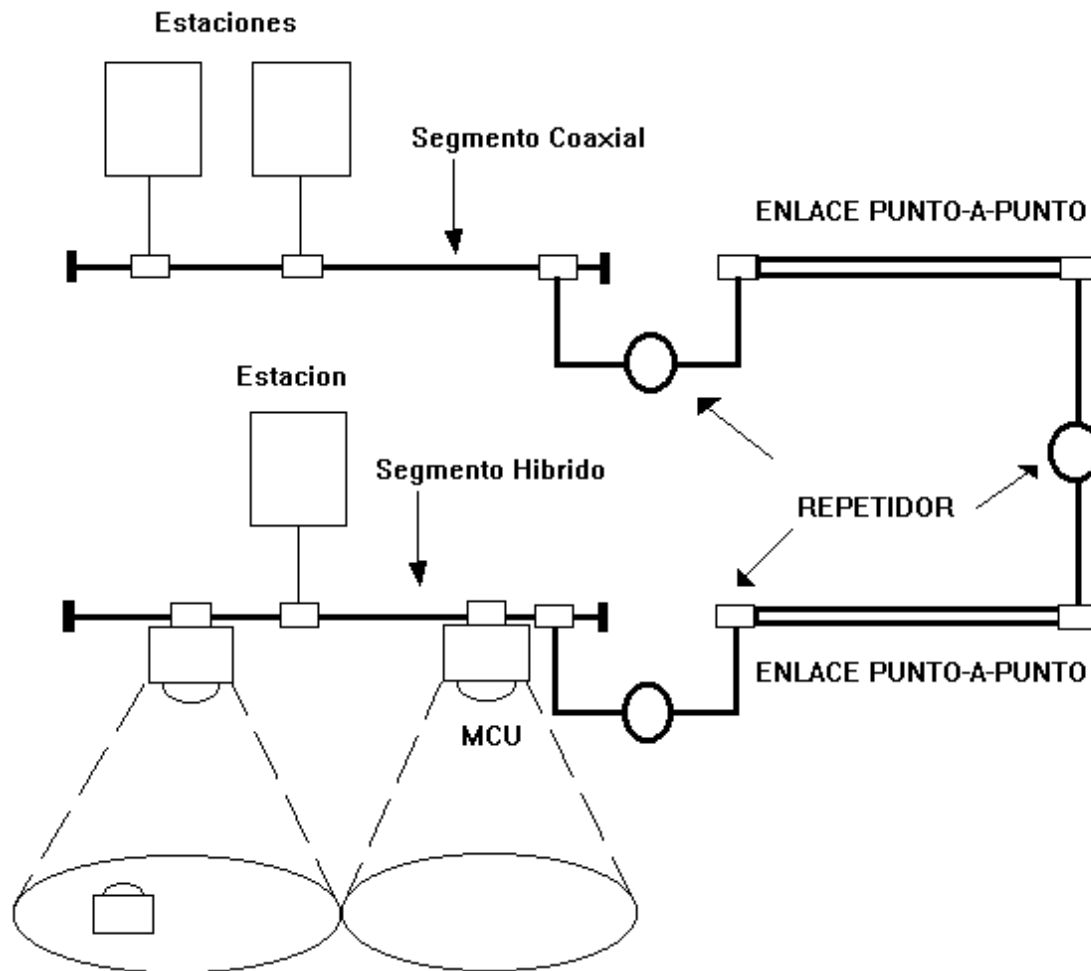 Estaciones
Segmento Coaxial
ENLACE PUNTO-A-PUNTO
Estacion
Segmento Hibrido
REPETIDOR
ENLACE PUNTO-A-PUNTO
MCU